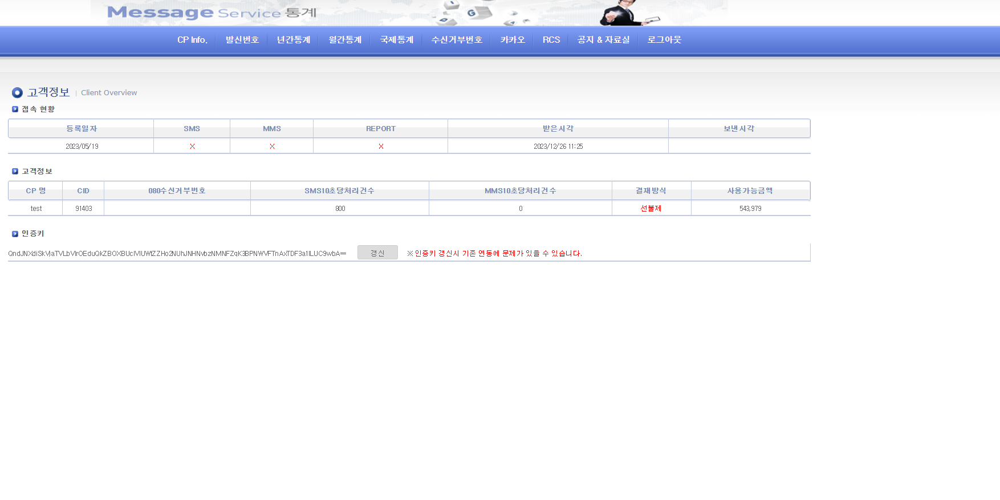 Message Service 통계
CP Info. 발신번호 년간통계 월간통계 국제통계 수신거부번호 카카오 RCS 공지 & 자료실 로그아웃
고객정보 | Client Overview
접속 현황
등록일자 SMS MMS REPORT 받은시각 보낸시각
2023/05/19 X X X 2023/12/26 11:25
고객정보
CP 명 CID 080수신거부번호 SMS10초당처리건수 MMS10초당처리건수 결재방식 사용가능금액
test 91403 800 0 선불제 543,979
인증키
갱신 ※ 인증키 갱신시 기존 연동에 문제가 있을 수 있습니다.